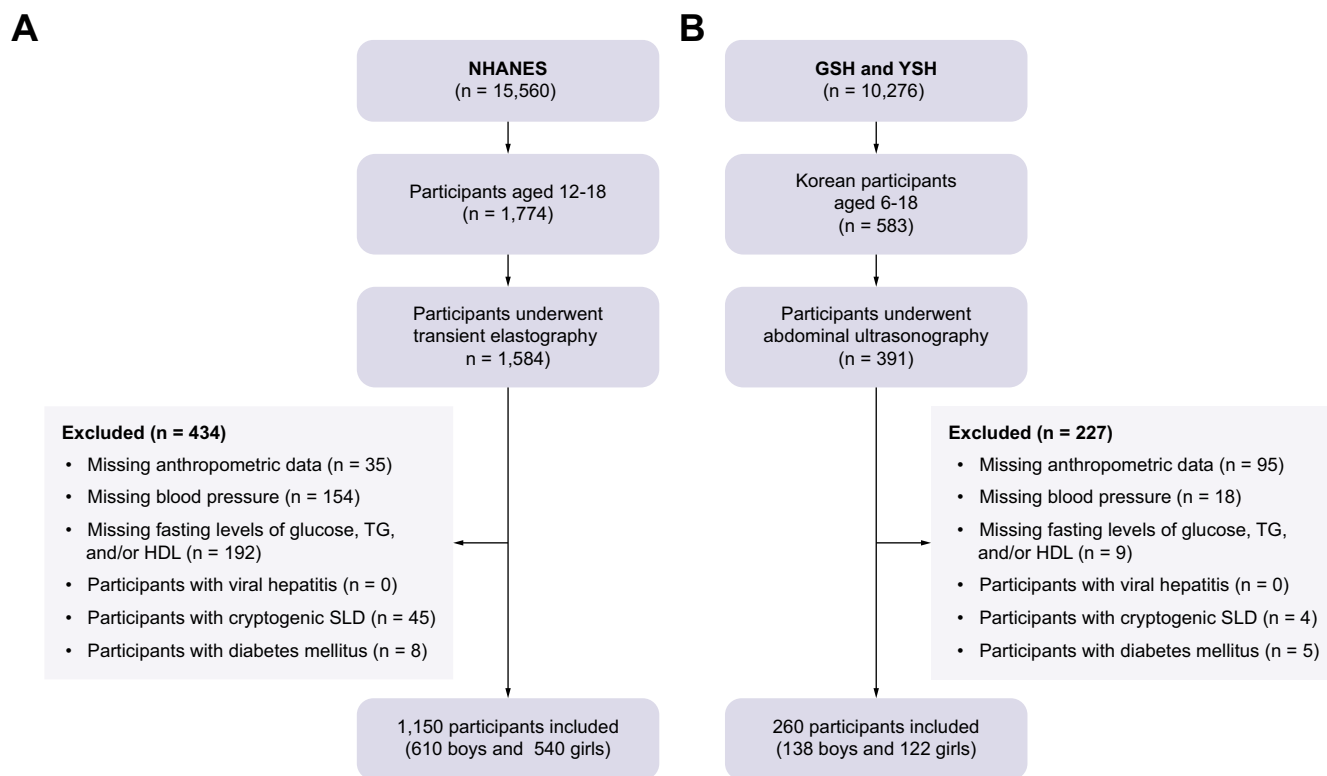 A
NHANES
(n = 15,560)
Participants aged 12-18
(n = 1,774)
Participants underwent
transient elastography
n = 1,584)
Excluded (n = 434)
• Missing anthropometric data (n = 35)
• Missing blood pressure (n = 154)
• Missing fasting levels of glucose, TG,
and/or HDL (n = 192)
• Participants with viral hepatitis (n = 0)
• Participants with cryptogenic SLD (n = 45)
• Participants with diabetes mellitus (n = 8)
1,150 participants included
(610 boys and 540 girls)
B
GSH and YSH
(n = 10,276)
Korean participants
aged 6-18
(n = 583)
Participants underwent
abdominal ultrasonography
(n = 391)
Excluded (n = 227)
• Missing anthropometric data (n = 95)
• Missing blood pressure (n = 18)
• Missing fasting levels of glucose, TG,
and/or HDL (n = 9)
• Participants with viral hepatitis (n = 0)
• Participants with cryptogenic SLD (n = 4)
• Participants with diabetes mellitus (n = 5)
260 participants included
(138 boys and 122 girls)